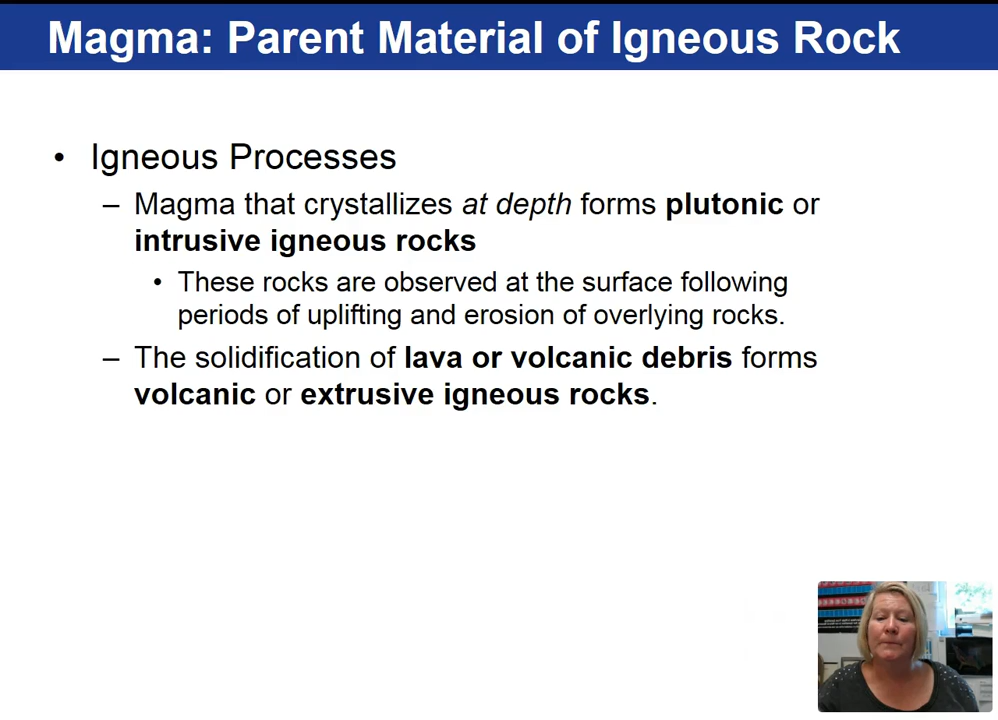 Magma: Parent Material of Igneous Rock
• Igneous Processes
– Magma that crystallizes at depth forms plutonic or
intrusive igneous rocks
• These rocks are observed at the surface following
periods of uplifting and erosion of overlying rocks.
– The solidification of lava or volcanic debris forms
volcanic or extrusive igneous rocks.